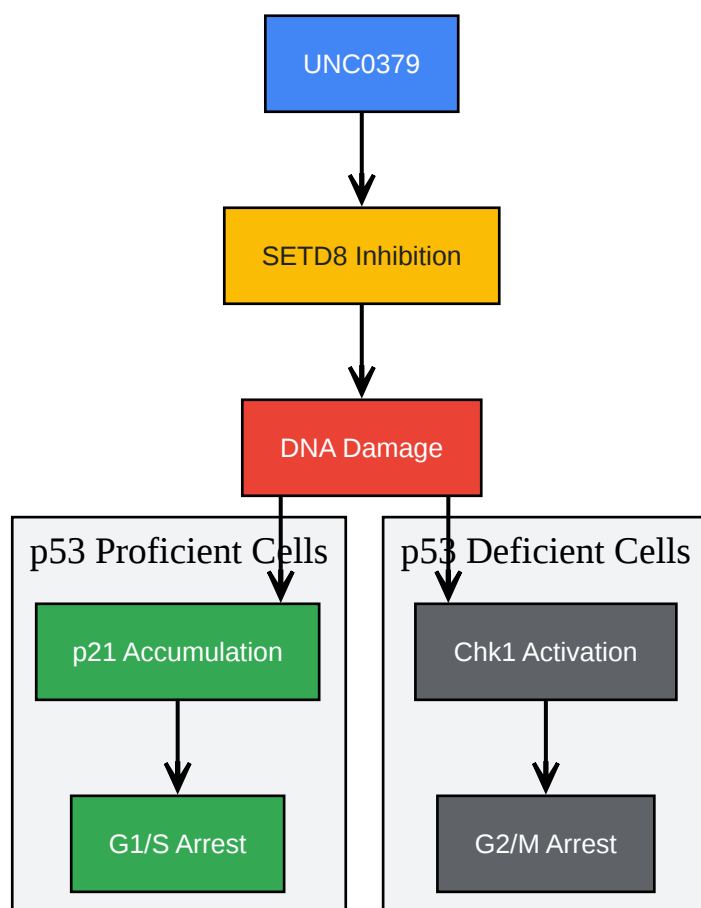 UNC0379
SETD8 Inhibition
DNA Damage
p53 Proficient Cells
p21 Accumulation
G1/S Arrest
p53 Deficient Cells
Chk1 Activation
G2/M Arrest